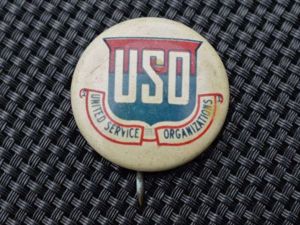 USO
UNITED SERVICE ORGANIZATIONS